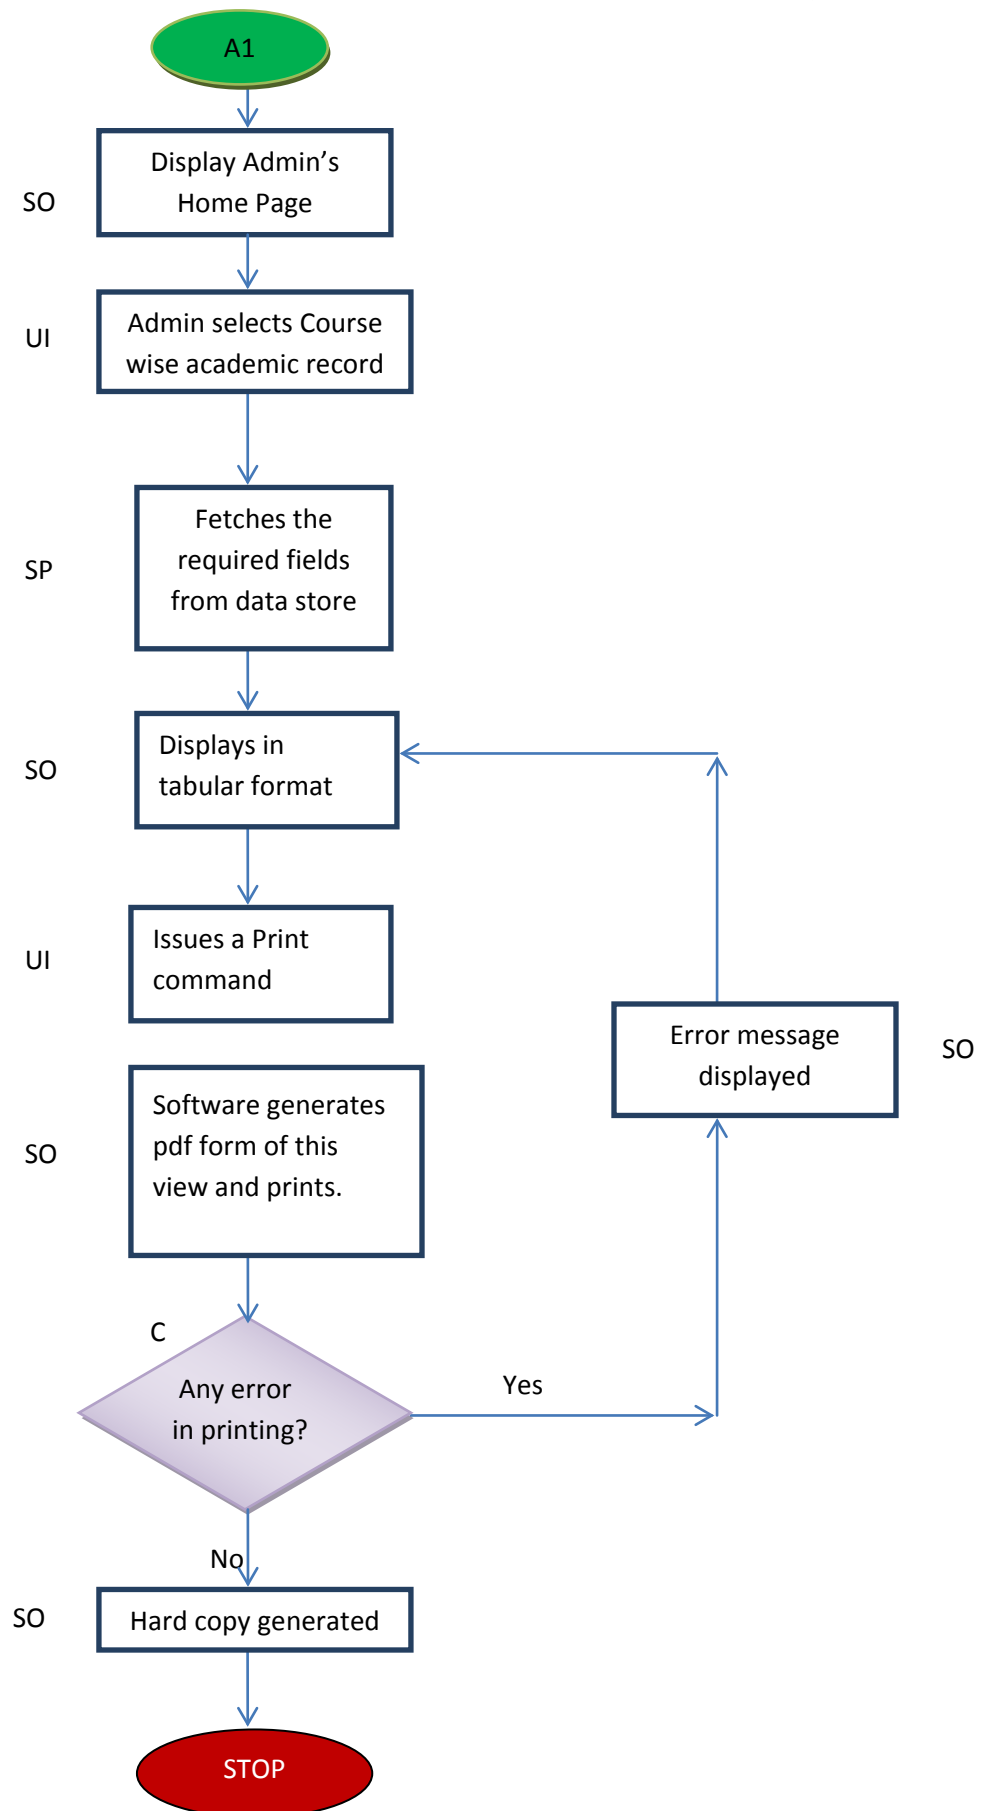 A1
Display Admin’s
Home Page
SO
Admin selects Course
wise academic record
UI
Fetches the
required fields
from data store
SP
Displays in
tabular format
SO
Issues a Print
command
UI
Error message
displayed
SO
Software generates
pdf form of this
view and prints.
SO
C
Any error
in printing?
Yes
No
Hard copy generated
SO
STOP